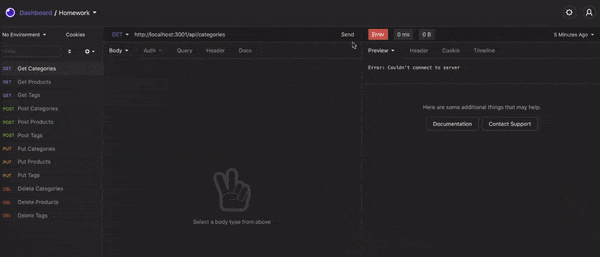 Dashboard / Homework
No Environment
Cookies
GET Get Categories
GET Get Products
GET Get Tags
POST Post Categories
POST Post Products
POST Post Tags
PUT Put Categories
PUT Put Products
PUT Put Tags
DEL Delete Categories
DEL Delete Products
DEL Delete Tags
GET http://localhost:3001/api/categories Send
Body Auth Query Header Docs
Select a body type from above
Error 0 ms 0 B 5 Minutes Ago
Preview Header Cookie Timeline
Error: Couldn't connect to server
Here are some additional things that may help.
Documentation Contact Support